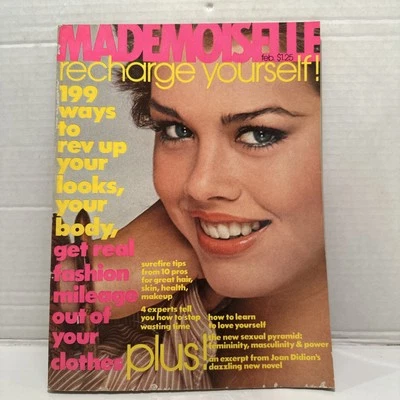 MADEMOISELLE
feb. $1.25
recharge yourself!
199
ways
to
rev up
your
looks,
your
body,
get real
fashion
mileage
out of
your
clothes
surefire tips
from 10 pros
for great hair,
skin, health,
makeup
4 experts tell
you how to stop
wasting time
plus!
how to learn
to love yourself
the new sexual pyramid:
femininity, masculinity & power
an excerpt from Joan Didion's
dazzling new novel